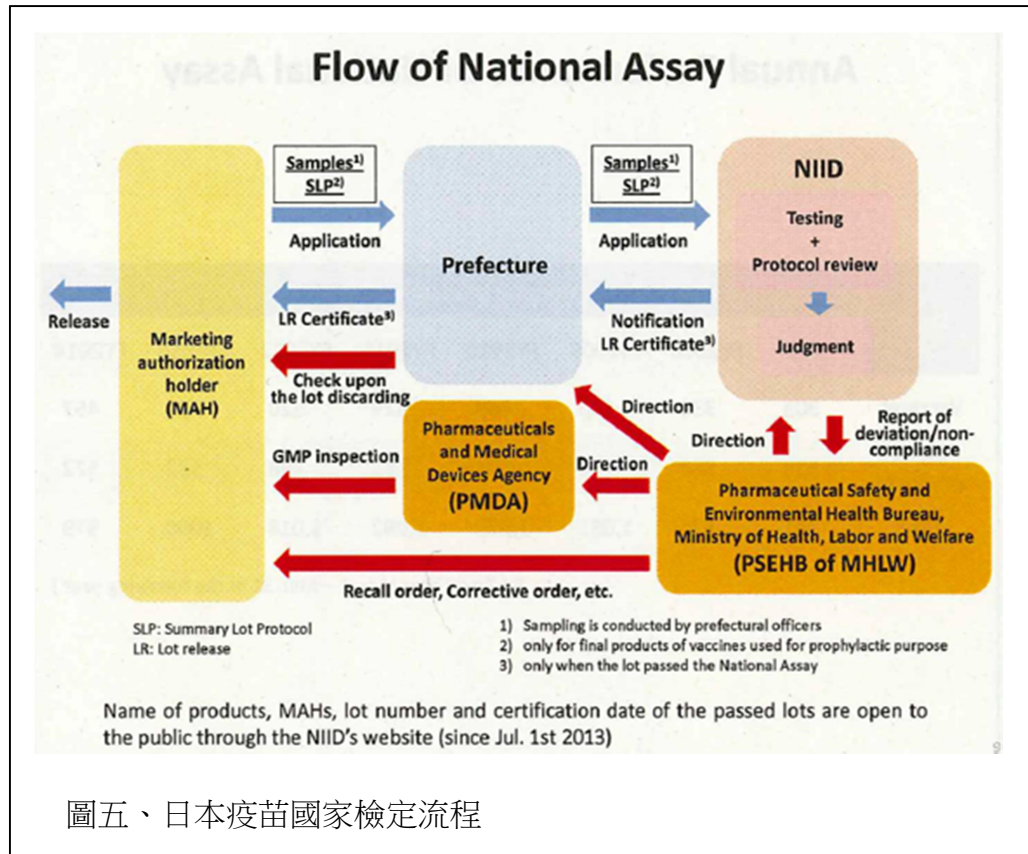 Flow of National Assay
Samples1)
SLP2)
Application
Samples1)
SLP2)
Application
NIID
Testing
+
Protocol review
Judgment
Prefecture
Release
LR Certificate3)
Notification
LR Certificate3)
Marketing
authorization
holder
(MAH)
Check upon
the lot discarding
GMP inspection
Pharmaceuticals
and Medical
Devices Agency
(PMDA)
Direction
Direction
Direction
Report of
deviation/non-
compliance
Pharmaceutical Safety and
Environmental Health Bureau,
Ministry of Health, Labor and Welfare
(PSEHB of MHLW)
Recall order, Corrective order, etc.
SLP: Summary Lot Protocol
LR: Lot release
1) Sampling is conducted by prefectural officers
2) only for final products of vaccines used for prophylactic purpose
3) only when the lot passed the National Assay
Name of products, MAHs, lot number and certification date of the passed lots are open to
the public through the NIID's website (since Jul. 1st 2013)
圖五、日本疫苗國家檢定流程